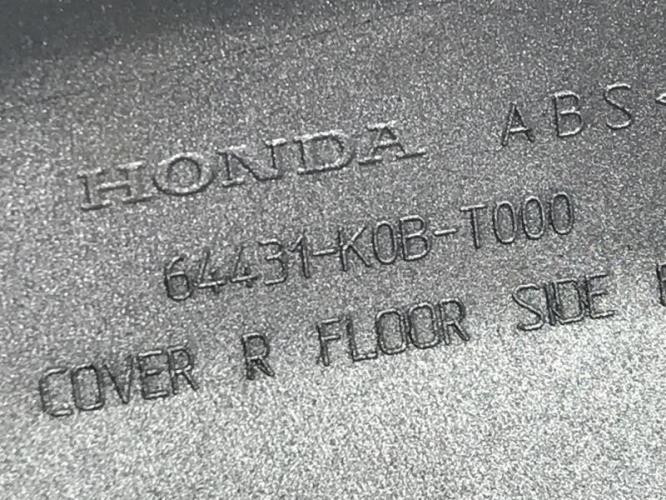 HONDA ABS
64431-K0B-T000
COVER R FLOOR SIDE